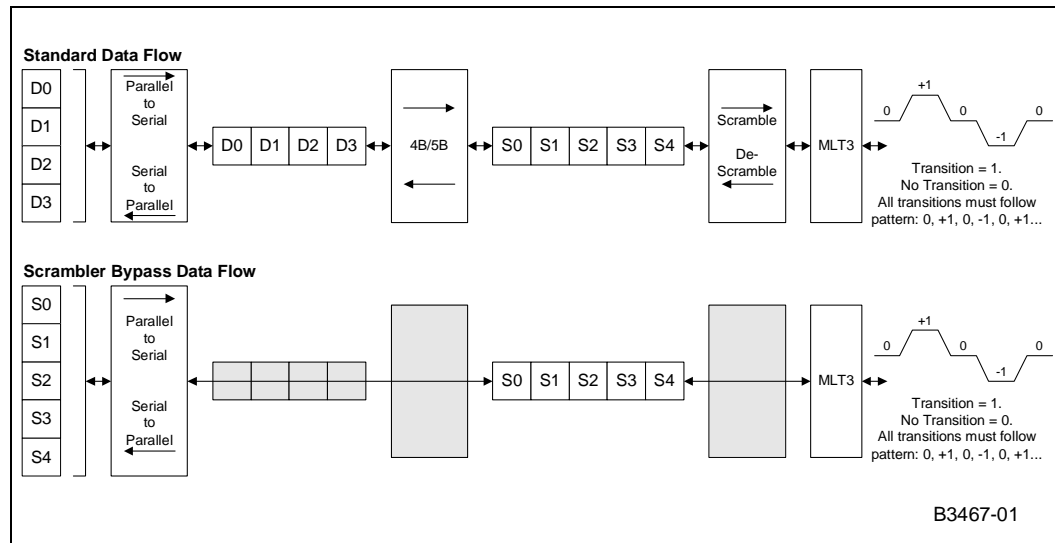 Standard Data Flow
D0
D1
D2
D3
Parallel
to
Serial
Serial
to
Parallel
D0 D1 D2 D3
4B/5B
S0 S1 S2 S3 S4
Scramble
De-
Scramble
MLT3
0 +1 0 -1 0
Transition = 1.
No Transition = 0.
All transitions must follow
pattern: 0, +1, 0, -1, 0, +1...
Scrambler Bypass Data Flow
S0
S1
S2
S3
S4
Parallel
to
Serial
Serial
to
Parallel
S0 S1 S2 S3 S4
MLT3
0 +1 0 -1 0
Transition = 1.
No Transition = 0.
All transitions must follow
pattern: 0, +1, 0, -1, 0, +1...
B3467-01